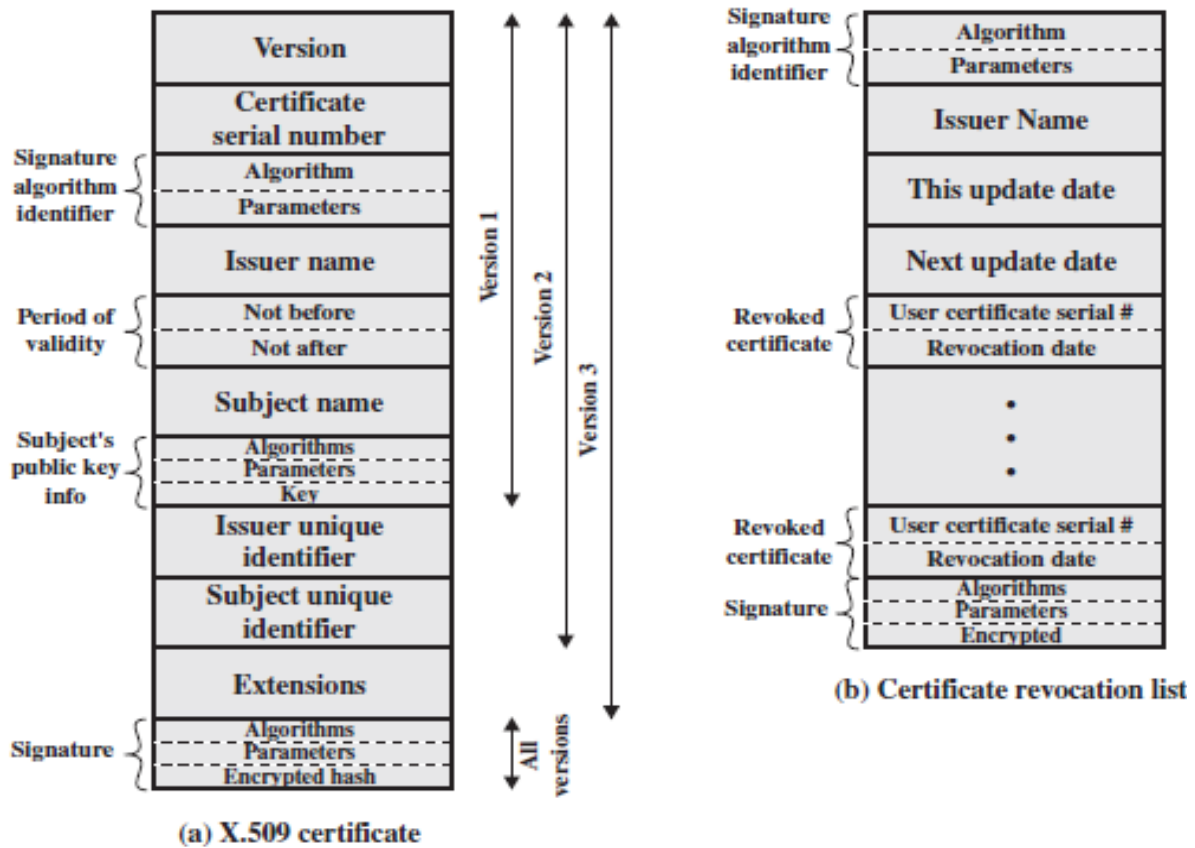 Version
Certificate
serial number
Signature
algorithm
identifier
Algorithm
Parameters
Issuer name
Period of
validity
Not before
Not after
Subject name
Subject's
public key
info
Algorithms
Parameters
Key
Issuer unique
identifier
Subject unique
identifier
Extensions
Signature
Algorithms
Parameters
Encrypted hash
Version 1
Version 2
Version 3
All
versions
(a) X.509 certificate
Signature
algorithm
identifier
Algorithm
Parameters
Issuer Name
This update date
Next update date
Revoked
certificate
User certificate serial #
Revocation date
Revoked
certificate
User certificate serial #
Revocation date
Signature
Algorithms
Parameters
Encrypted
(b) Certificate revocation list